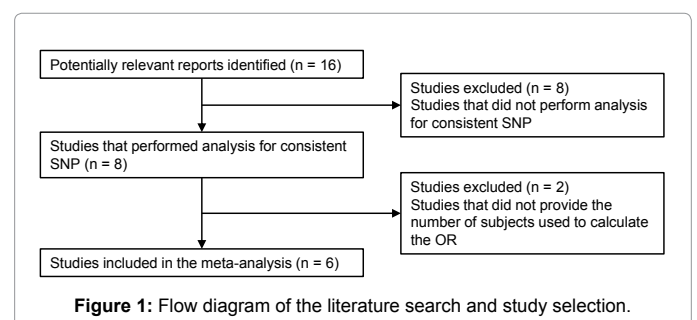 Potentially relevant reports identified (n = 16)
Studies excluded (n = 8)
Studies that did not perform analysis
for consistent SNP
Studies that performed analysis for consistent
SNP (n = 8)
Studies excluded (n = 2)
Studies that did not provide the
number of subjects used to calculate
the OR
Studies included in the meta-analysis (n = 6)
Figure 1: Flow diagram of the literature search and study selection.